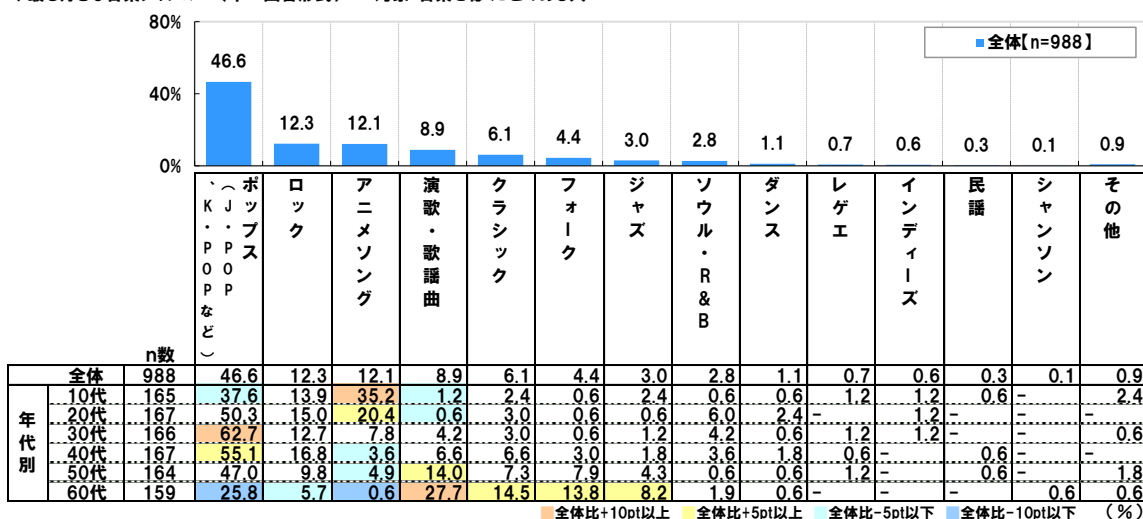 80%
40%
0%
■全体【n=988】
46.6 12.3 12.1 8.9 6.1 4.4 3.0 2.8 1.1 0.7 0.6 0.3 0.1 0.9
ポップス(J-POP、K-POPなど)
ロック
アニメソング
演歌・歌謡曲
クラシック
フォーク
ジャズ
ソウル・R&B
ダンス
レゲエ
インディーズ
民謡
シャンソン
その他
n数
全体 988 46.6 12.3 12.1 8.9 6.1 4.4 3.0 2.8 1.1 0.7 0.6 0.3 0.1 0.9
年代別
10代 165 37.6 13.9 35.2 1.2 2.4 0.6 2.4 0.6 0.6 1.2 1.2 0.6 - 2.4
20代 167 50.3 15.0 20.4 0.6 3.0 0.6 0.6 6.0 2.4 - 1.2 - - -
30代 166 62.7 12.7 7.8 4.2 3.0 0.6 1.2 4.2 0.6 1.2 1.2 - - 0.6
40代 167 55.1 16.8 3.6 6.6 6.6 3.0 1.8 3.6 1.8 0.6 - 0.6 - -
50代 164 47.0 9.8 4.9 14.0 7.3 7.9 4.3 0.6 0.6 1.2 - 0.6 - 1.8
60代 159 25.8 5.7 0.6 27.7 14.5 13.8 8.2 1.9 0.6 - - - 0.6 0.6
■全体比+10pt以上 ■全体比+5pt以上 ■全体比-5pt以下 ■全体比-10pt以下 (%)